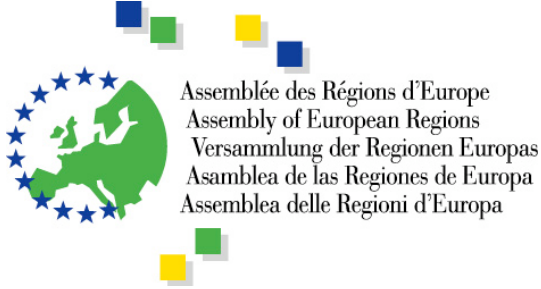 Assemblée des Régions d'Europe
Assembly of European Regions
Versammlung der Regionen Europas
Asamblea de las Regiones de Europa
Assemblea delle Regioni d'Europa